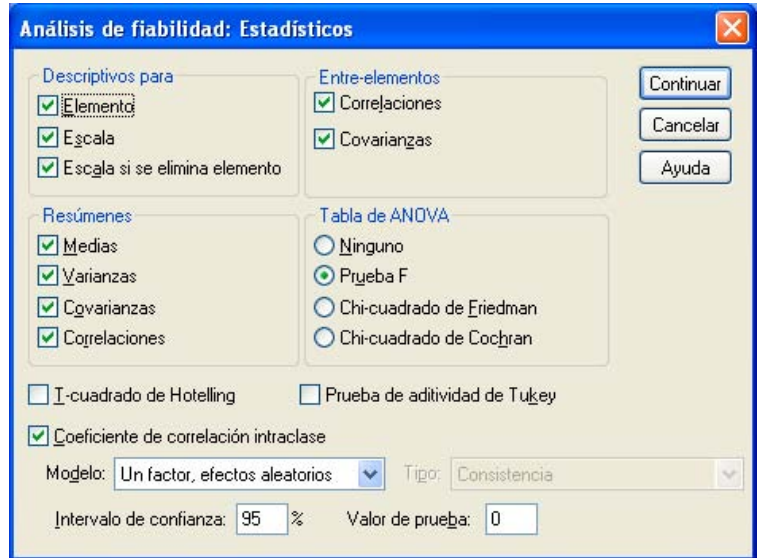 Análisis de fiabilidad: Estadísticos
Descriptivos para
Elemento
Escala
Escala si se elimina elemento
Entre-elementos
Correlaciones
Covarianzas
Continuar
Cancelar
Ayuda
Resúmenes
Medias
Varianzas
Covarianzas
Correlaciones
Tabla de ANOVA
Ninguno
Prueba F
Chi-cuadrado de Friedman
Chi-cuadrado de Cochran
T-cuadrado de Hotelling
Prueba de aditividad de Tukey
Coeficiente de correlación intraclase
Modelo: Un factor, efectos aleatorios Tipo: Consistencia
Intervalo de confianza: 95 % Valor de prueba: 0